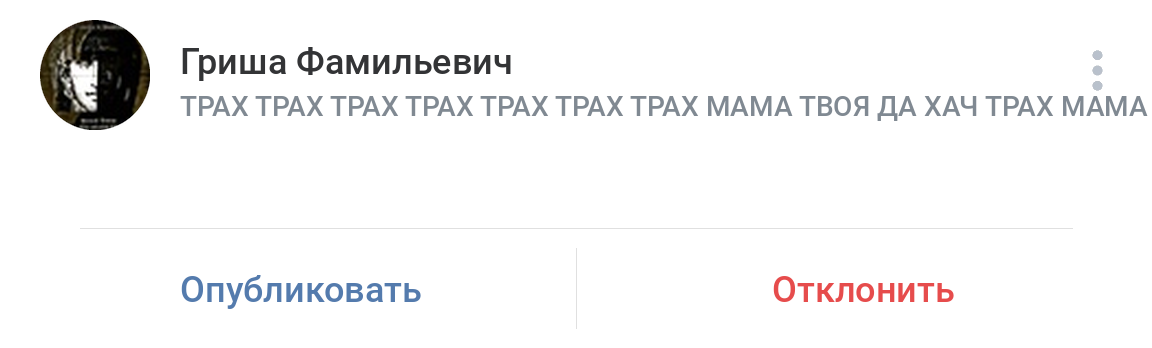 Гриша Фамильевич
ТРАХ ТРАХ ТРАХ ТРАХ ТРАХ ТРАХ ТРАХ МАМА ТВОЯ ДА ХАЧ ТРАХ МАМА
Опубликовать
Отклонить